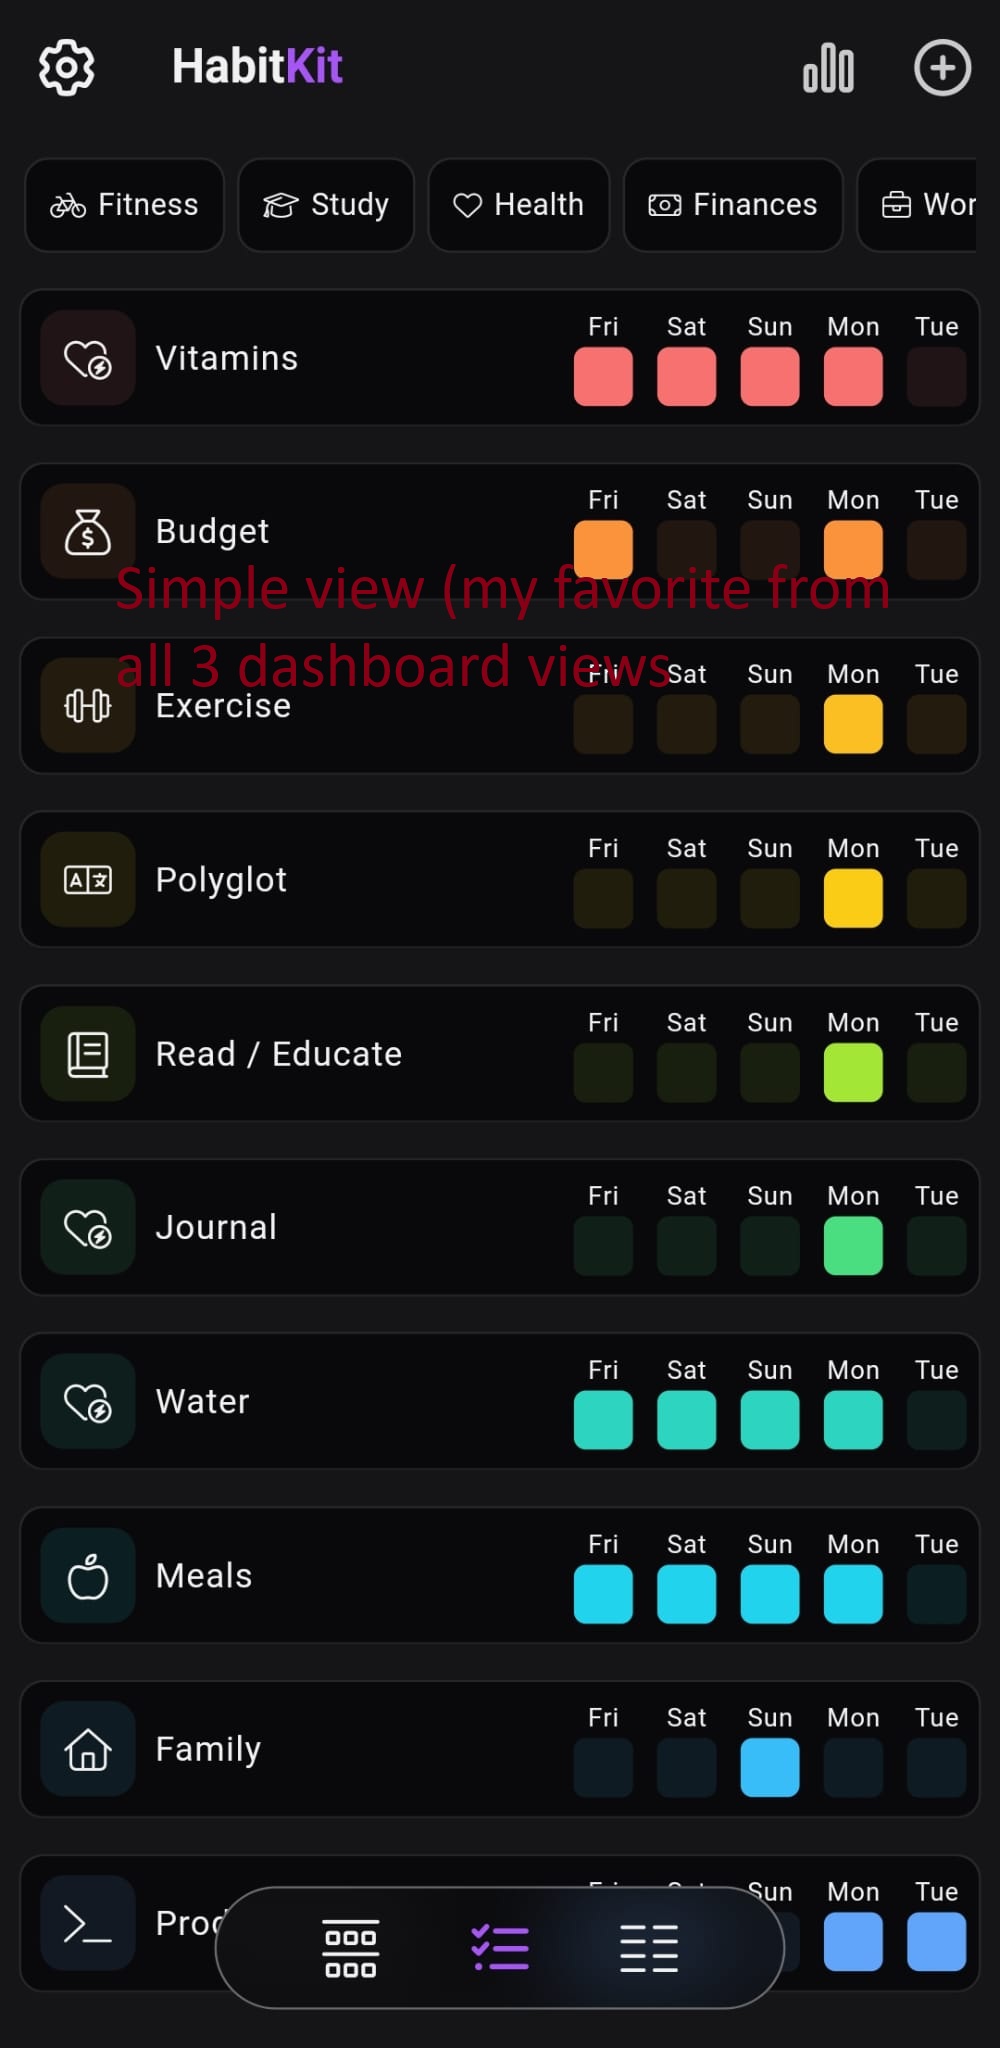 HabitKit
Fitness Study Health Finances Wor
Fri Sat Sun Mon Tue
Vitamins
Fri Sat Sun Mon Tue
Budget
Simple view (my favorite from
all 3 dashboard views
Fri Sat Sun Mon Tue
Exercise
Fri Sat Sun Mon Tue
Polyglot
Fri Sat Sun Mon Tue
Read / Educate
Fri Sat Sun Mon Tue
Journal
Fri Sat Sun Mon Tue
Water
Fri Sat Sun Mon Tue
Meals
Fri Sat Sun Mon Tue
Family
Sun Mon Tue